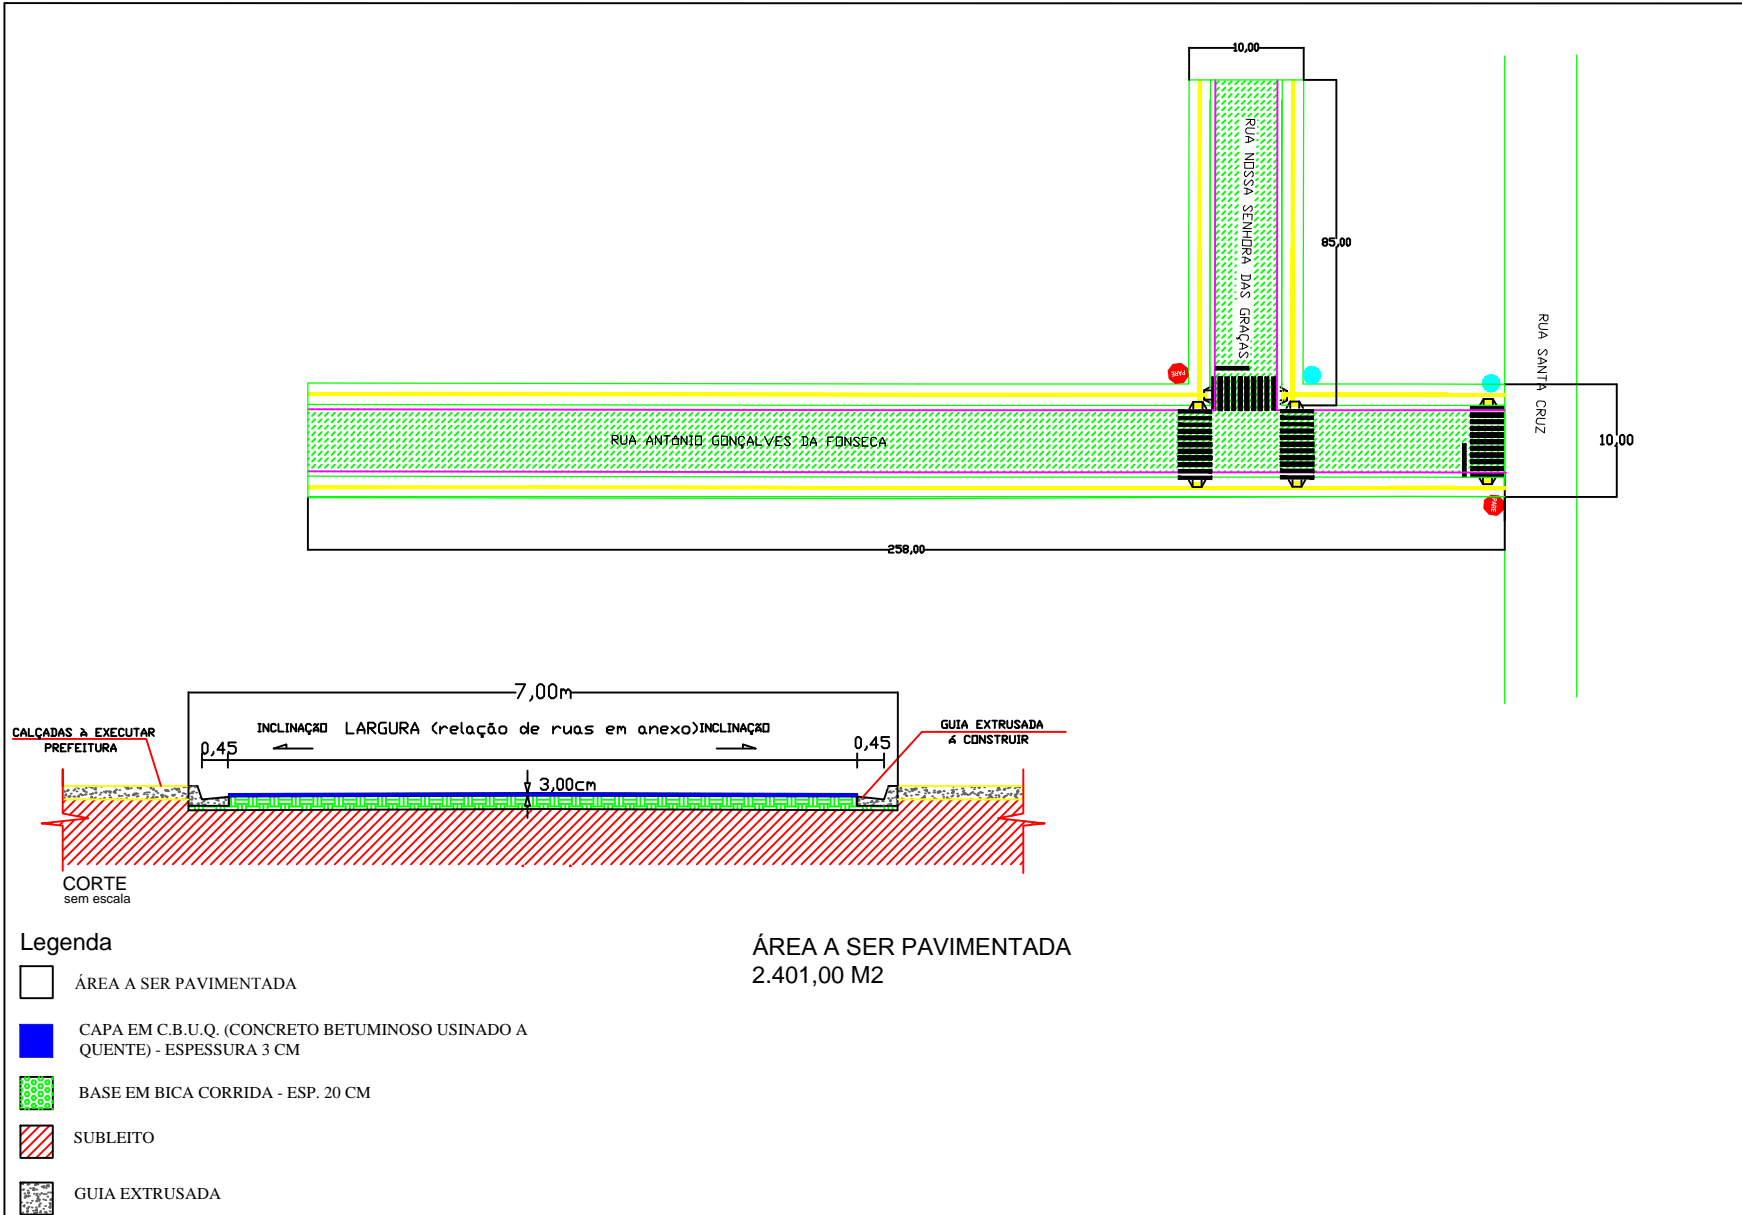 10,00
RUA NOSSA SENHORA DAS GRAÇAS
85,00
RUA SANTA CRUZ
PARE
RUA ANTÂNIO GONÇALVES DA FONSECA
10,00
PARE
258,00
7,00m
CALÇADAS à EXECUTAR
PREFEITURA
INCLINAÇÃO LARGURA (relação de ruas em anexo) INCLINAÇÃO
GUIA EXTRUSADA
á CONSTRUIR
0,45
0,45
3,00cm
CORTE
sem escala
Legenda
ÁREA A SER PAVIMENTADA
2.401,00 M2
ÁREA A SER PAVIMENTADA
CAPA EM C.B.U.Q. (CONCRETO BETUMINOSO USINADO A
QUENTE) - ESPESSURA 3 CM
BASE EM BICA CORRIDA - ESP. 20 CM
SUBLEITO
GUIA EXTRUSADA